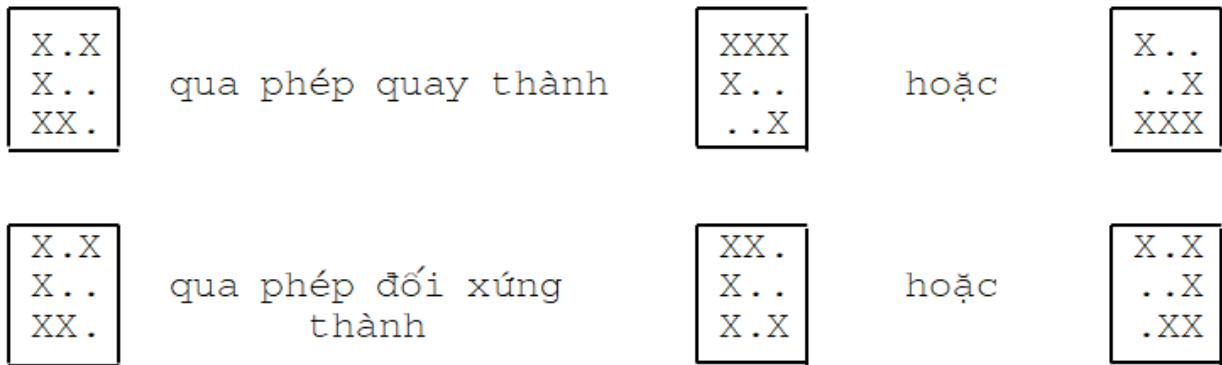 X.X XXX X..
X.. qua phép quay thành X.. hoặc ..X
XX. ..X XXX
X.X XX. X.X
X.. qua phép đối xứng X.. hoặc ..X
XX. thành X.X .XX